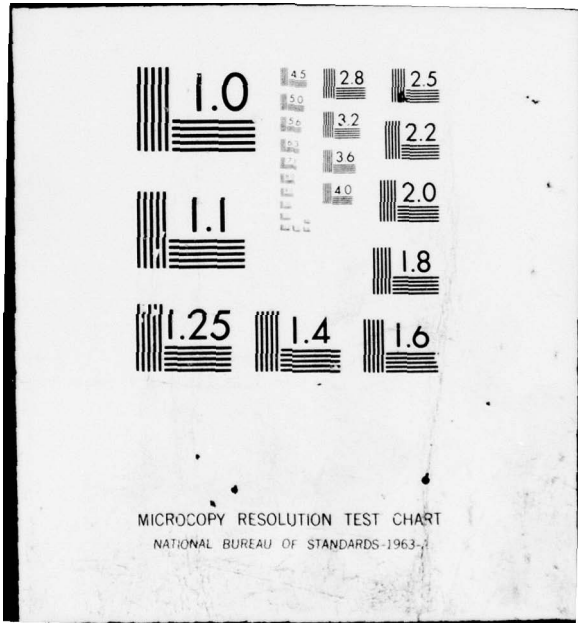 1.0
4.5 2.8 2.5
5.0
5.6 3.2 2.2
6.3
3.6
4.0 2.0
1.1
1.8
1.25 1.4 1.6
MICROCOPY RESOLUTION TEST CHART
NATIONAL BUREAU OF STANDARDS-1963-